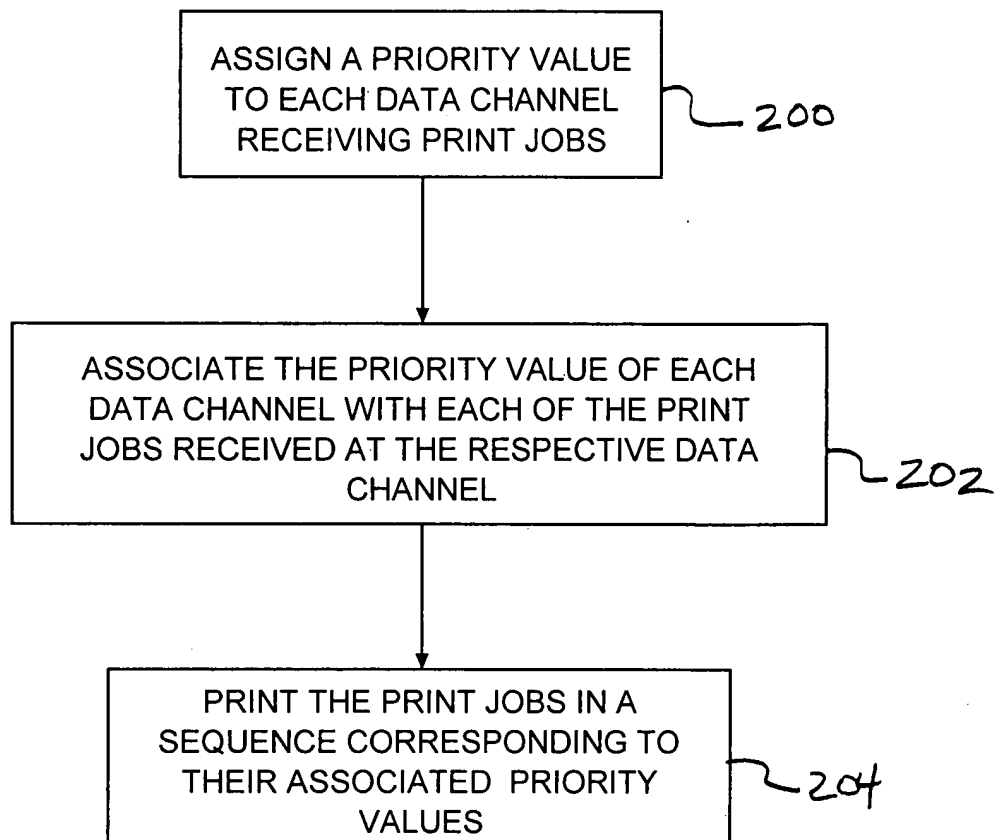 ASSIGN A PRIORITY VALUE
TO EACH DATA CHANNEL
RECEIVING PRINT JOBS
200
ASSOCIATE THE PRIORITY VALUE OF EACH
DATA CHANNEL WITH EACH OF THE PRINT
JOBS RECEIVED AT THE RESPECTIVE DATA
CHANNEL
202
PRINT THE PRINT JOBS IN A
SEQUENCE CORRESPONDING TO
THEIR ASSOCIATED PRIORITY
VALUES
204